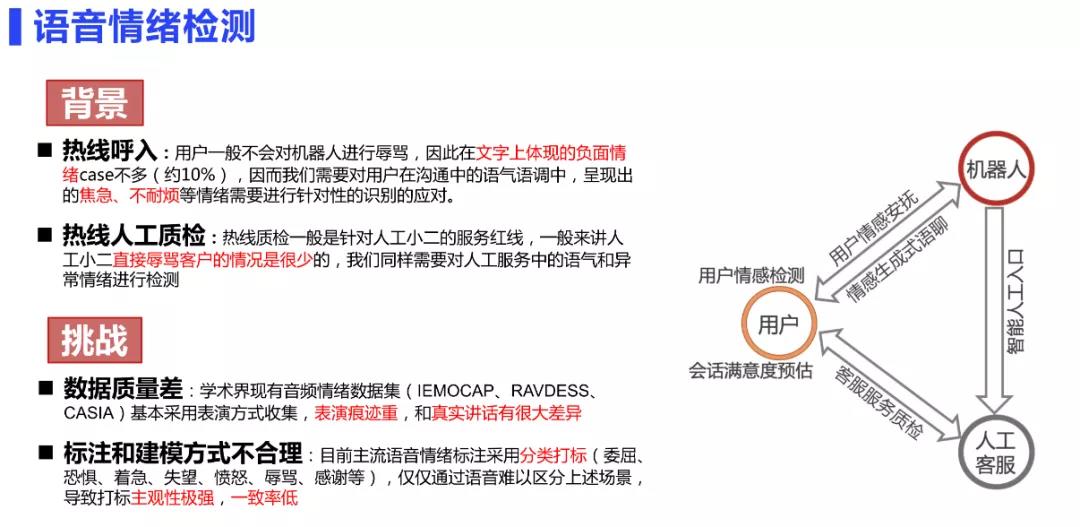 语音情绪检测
背景
■ 热线呼入：用户一般不会对机器人进行辱骂，因此在文字上体现的负面情
绪case不多（约10%），因而我们需要对用户在沟通中的语气语调中，呈现出
的焦急、不耐烦等情绪需要进行针对性的识别的应对。
■ 热线人工质检：热线质检一般是针对人工小二的服务红线，一般来讲人
工小二直接辱骂客户的情况是很少的，我们同样需要对人工服务中的语气和异
常情绪进行检测
挑战
■ 数据质量差：学术界现有音频情绪数据集（IEMOCAP、RAVDESS、
CASIA）基本采用表演方式收集，表演痕迹重，和真实讲话有很大差异
■ 标注和建模方式不合理：目前主流语音情绪标注采用分类打标（委屈、
恐惧、着急、失望、愤怒、辱骂、感谢等），仅仅通过语音难以区分上述场景，
导致打标主观性极强，一致率低
机器人
用户情感安抚
情感生成式语聊
用户情感检测
用户
会话满意度预估
智能人工入口
客服服务质检
人工
客服